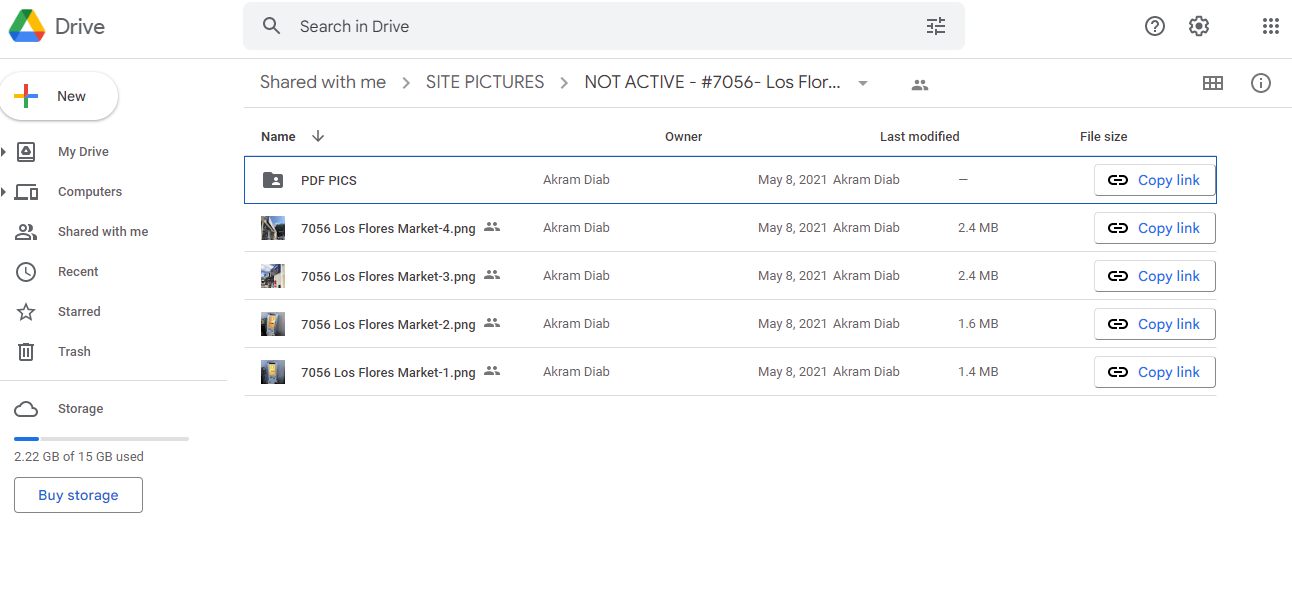 Drive
Search in Drive
New
My Drive
Computers
Shared with me
Recent
Starred
Trash
Storage
2.22 GB of 15 GB used
Buy storage
Shared with me > SITE PICTURES > NOT ACTIVE - #7056- Los Flor...
Name Owner Last modified File size
PDF PICS Akram Diab May 8, 2021 Akram Diab — Copy link
7056 Los Flores Market-4.png Akram Diab May 8, 2021 Akram Diab 2.4 MB Copy link
7056 Los Flores Market-3.png Akram Diab May 8, 2021 Akram Diab 2.4 MB Copy link
7056 Los Flores Market-2.png Akram Diab May 8, 2021 Akram Diab 1.6 MB Copy link
7056 Los Flores Market-1.png Akram Diab May 8, 2021 Akram Diab 1.4 MB Copy link